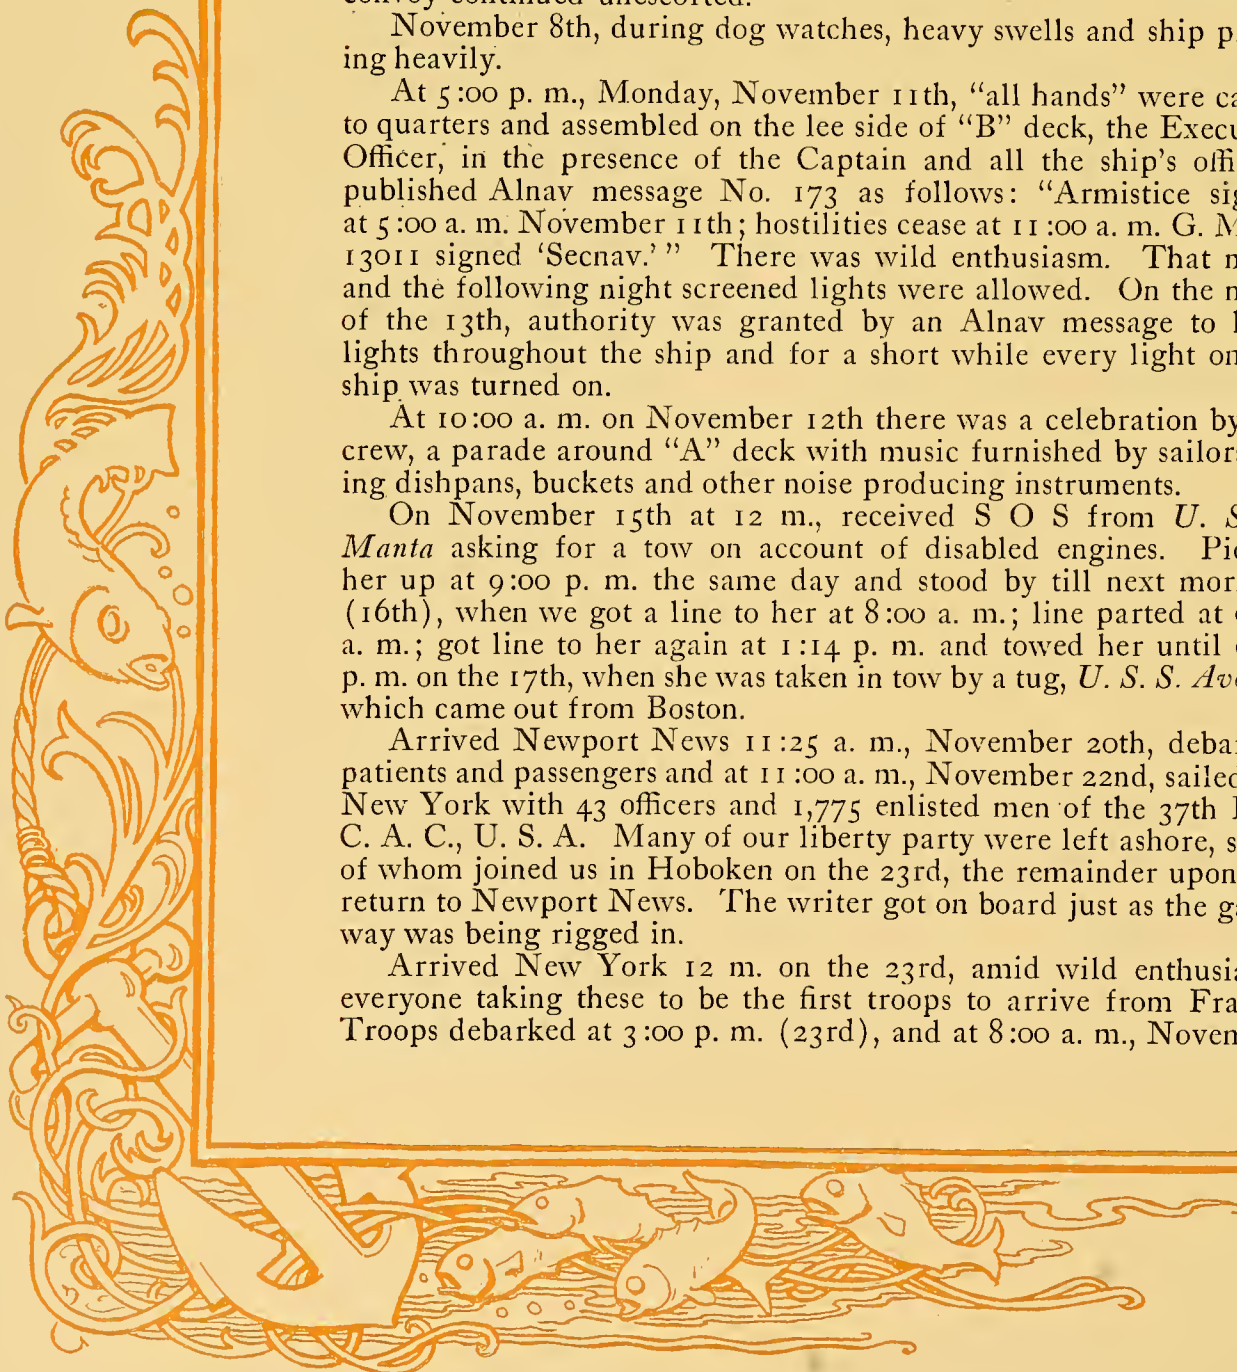 convoy continued unescorted.
November 8th, during dog watches, heavy swells and ship p
ing heavily.
At 5:00 p. m., Monday, November 11th, “all hands” were ca
to quarters and assembled on the lee side of “B” deck, the Execu
Officer, in the presence of the Captain and all the ship's offi
published Alnav message No. 173 as follows: “Armistice sig
at 5:00 a. m. November 11th; hostilities cease at 11:00 a. m. G. M
13011 signed ‘Secnav.’ ” There was wild enthusiasm. That n
and the following night screened lights were allowed. On the n
of the 13th, authority was granted by an Alnav message to
lights throughout the ship and for a short while every light on
ship was turned on.
At 10:00 a. m. on November 12th there was a celebration by
crew, a parade around “A” deck with music furnished by sailor
ing dishpans, buckets and other noise producing instruments.
On November 15th at 12 m., received S O S from U. S
Manta asking for a tow on account of disabled engines. Pic
her up at 9:00 p. m. the same day and stood by till next mor
(16th), when we got a line to her at 8:00 a. m.; line parted at
a. m.; got line to her again at 1:14 p. m. and towed her until
p. m. on the 17th, when she was taken in tow by a tug, U. S. S. Av
which came out from Boston.
Arrived Newport News 11:25 a. m., November 20th, deba
patients and passengers and at 11:00 a. m., November 22nd, sailed
New York with 43 officers and 1,775 enlisted men of the 37th
C. A. C., U. S. A. Many of our liberty party were left ashore, s
of whom joined us in Hoboken on the 23rd, the remainder upon
return to Newport News. The writer got on board just as the g
way was being rigged in.
Arrived New York 12 m. on the 23rd, amid wild enthusia
everyone taking these to be the first troops to arrive from Fra
Troops debarked at 3:00 p. m. (23rd), and at 8:00 a. m., Novem